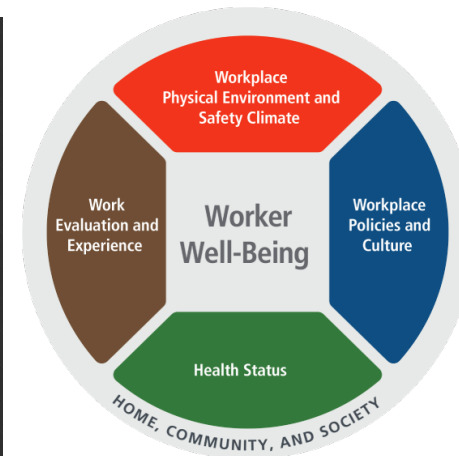 Workplace
Physical Environment and
Safety Climate
Work
Evaluation and
Experience
Worker
Well-Being
Workplace
Policies and
Culture
Health Status
HOME, COMMUNITY, AND SOCIETY